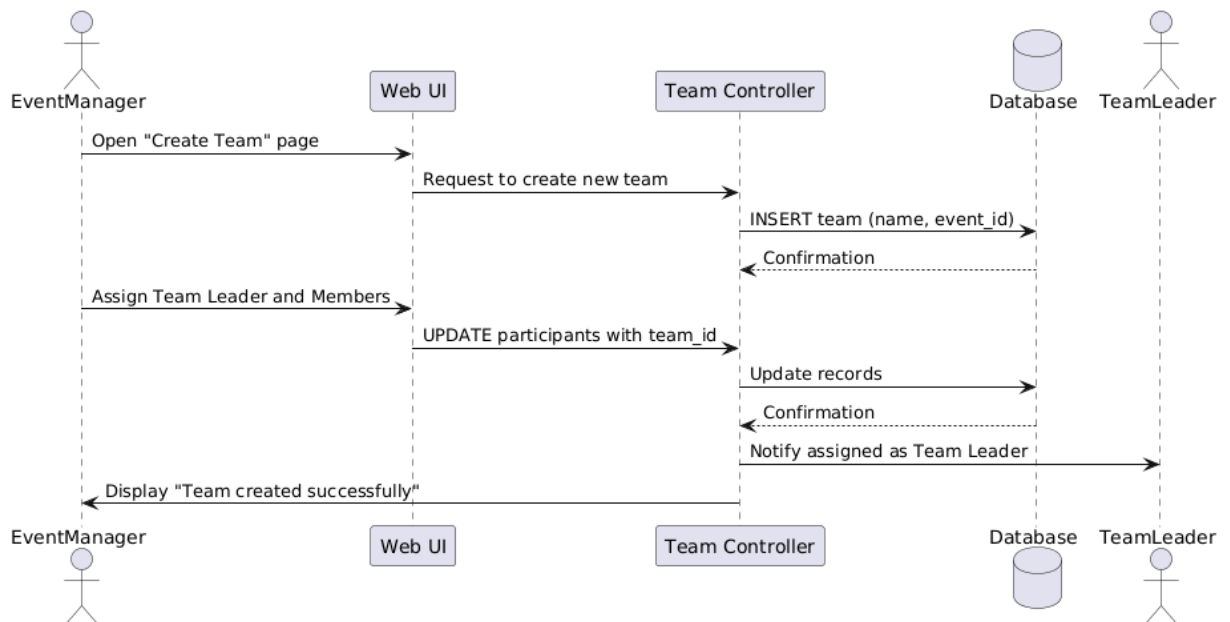 EventManager
Web UI
Team Controller
Database
TeamLeader
Open "Create Team" page
Request to create new team
INSERT team (name, event_id)
Confirmation
Assign Team Leader and Members
UPDATE participants with team_id
Update records
Confirmation
Notify assigned as Team Leader
Display "Team created successfully"
EventManager
Web UI
Team Controller
Database
TeamLeader